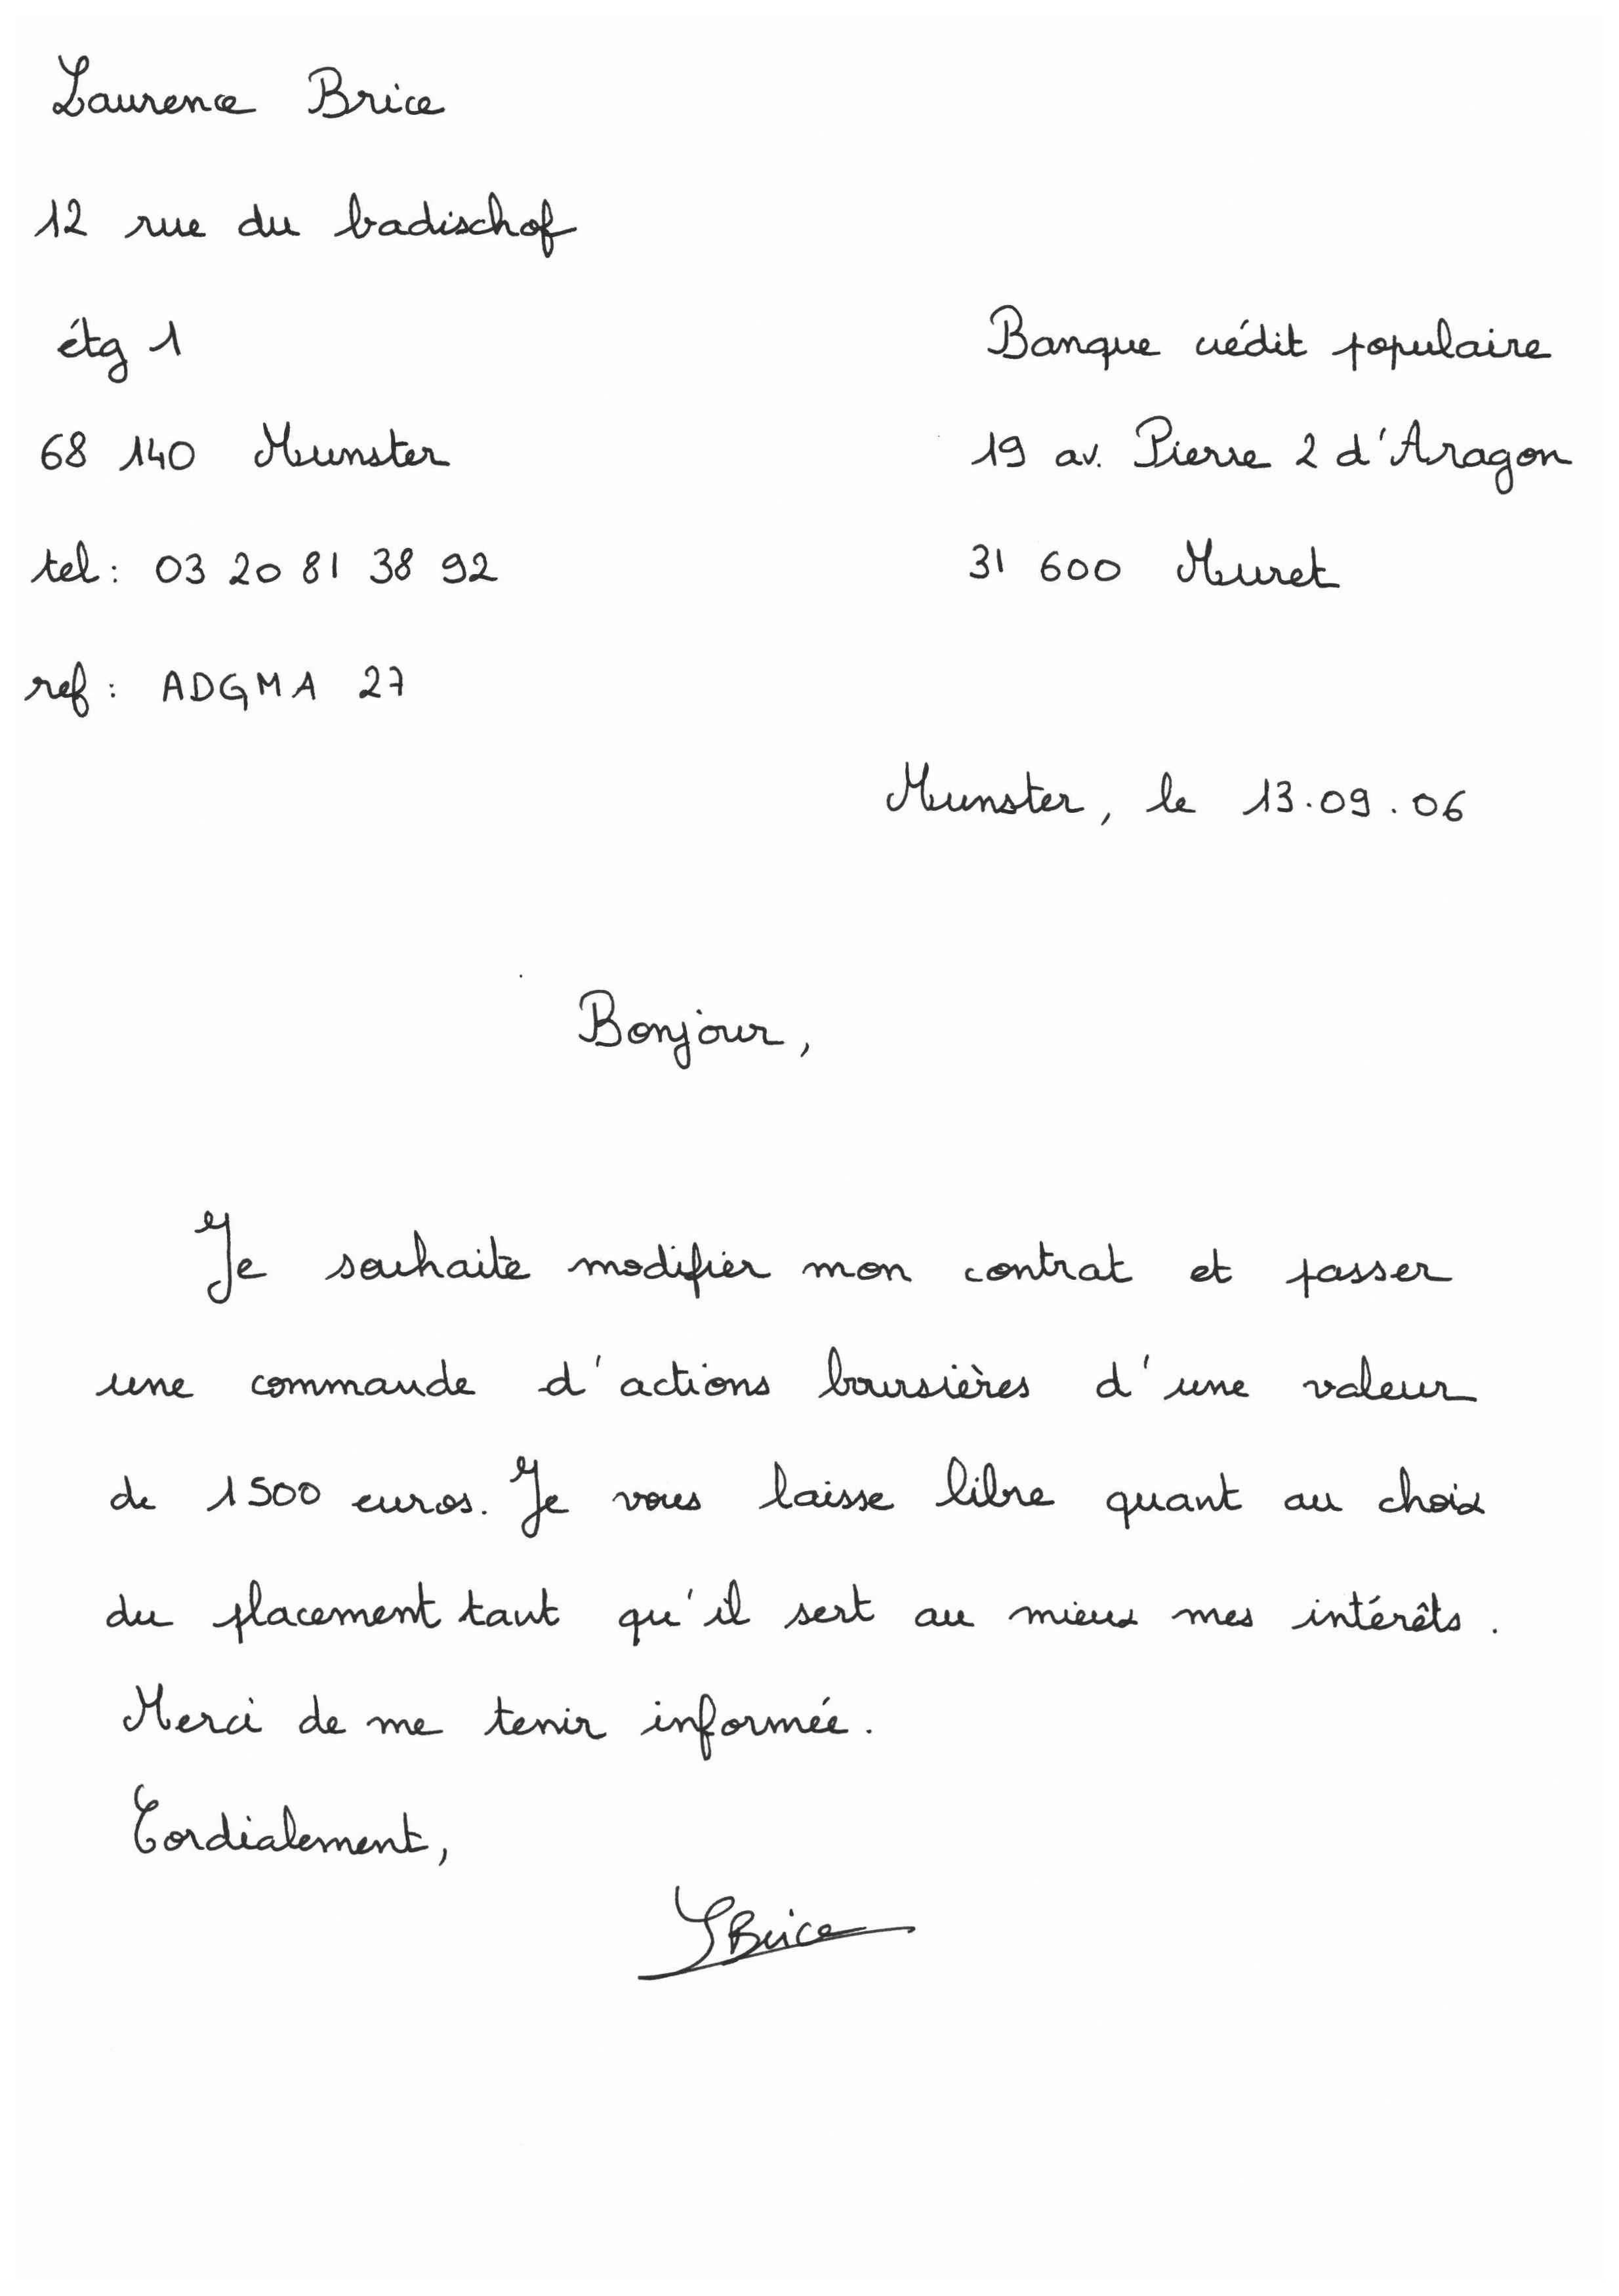 Laurence Brice
12 rue du badischof
étg 1
68 140 Munster
tel : 03 20 81 38 92
ref : ADGMA 27
Banque crédit populaire
19 av. Pierre 2 d'Aragon
31 600 Muret
Munster, le 13.09.06
Bonjour,
Je souhaite modifier mon contrat et passer
une commande d'actions boursières d'une valeur
de 1500 euros. Je vous laisse libre quant au choix
du placement tant qu'il sert au mieux mes intérêts.
Merci de me tenir informée.
Cordialement,
LBrice